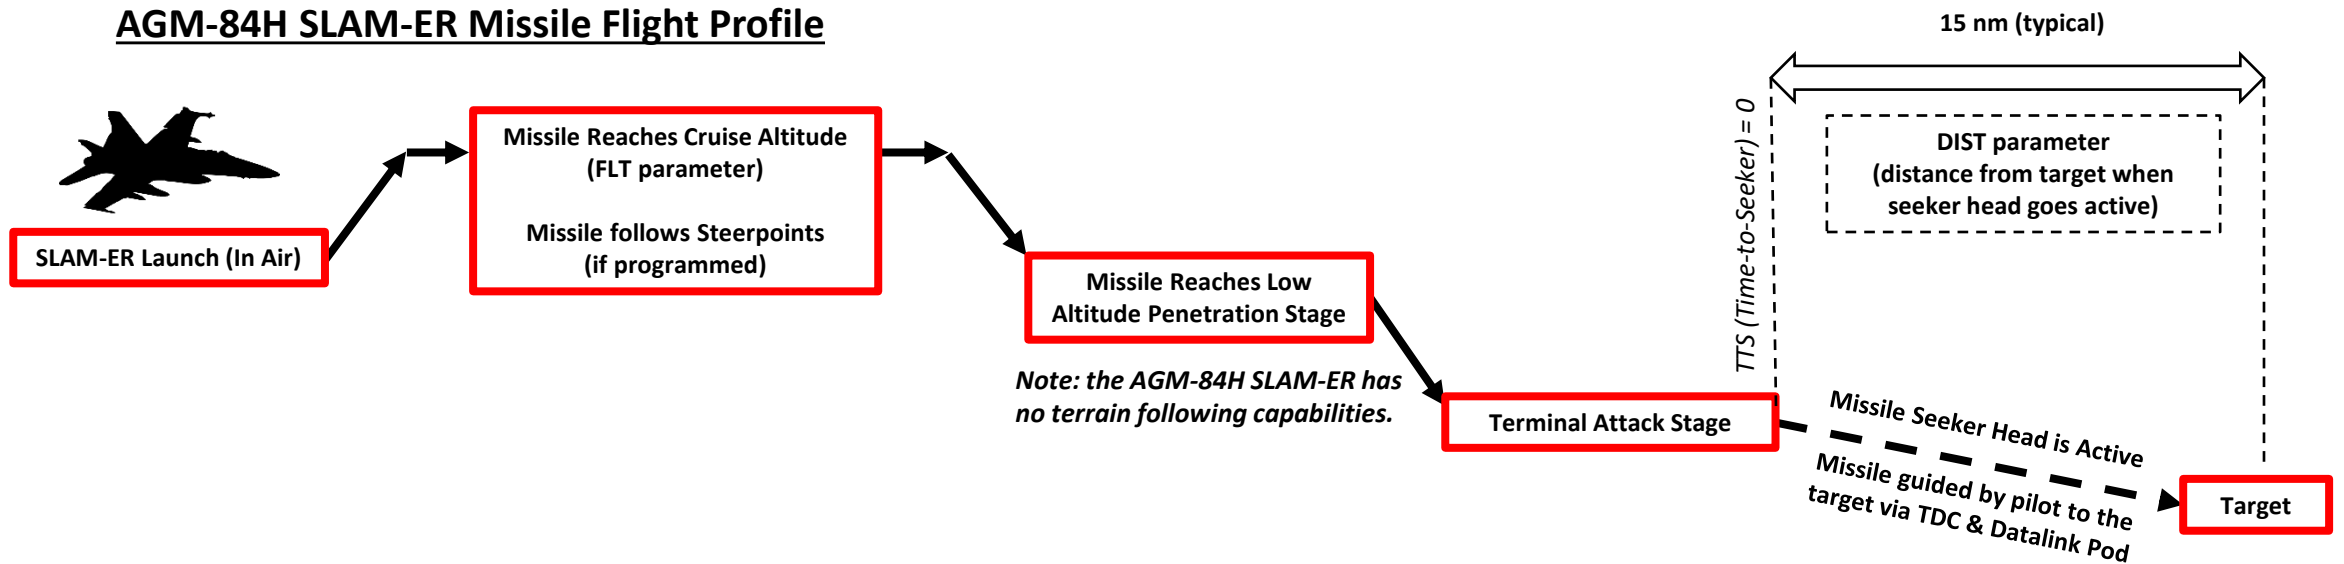 AGM-84H SLAM-ER Missile Flight Profile
15 nm (typical)
SLAM-ER Launch (In Air)
Missile Reaches Cruise Altitude
(FLT parameter)
Missile follows Steerpoints
(if programmed)
Missile Reaches Low
Altitude Penetration Stage
Note: the AGM-84H SLAM-ER has
no terrain following capabilities.
Terminal Attack Stage
TTS (Time-to-Seeker) = 0
DIST parameter
(distance from target when
seeker head goes active)
Missile Seeker Head is Active
Missile guided by pilot to the
target via TDC & Datalink Pod
Target